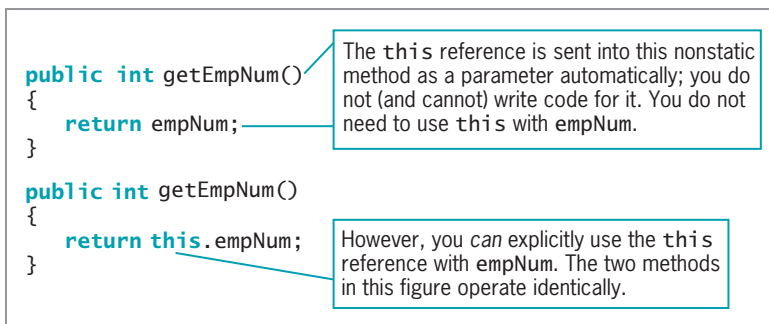 public int getEmpNum()
{
return empNum;
}
The this reference is sent into this nonstatic
method as a parameter automatically; you do
not (and cannot) write code for it. You do not
need to use this with empNum.
public int getEmpNum()
{
return this.empNum;
}
However, you can explicitly use the this
reference with empNum. The two methods
in this figure operate identically.